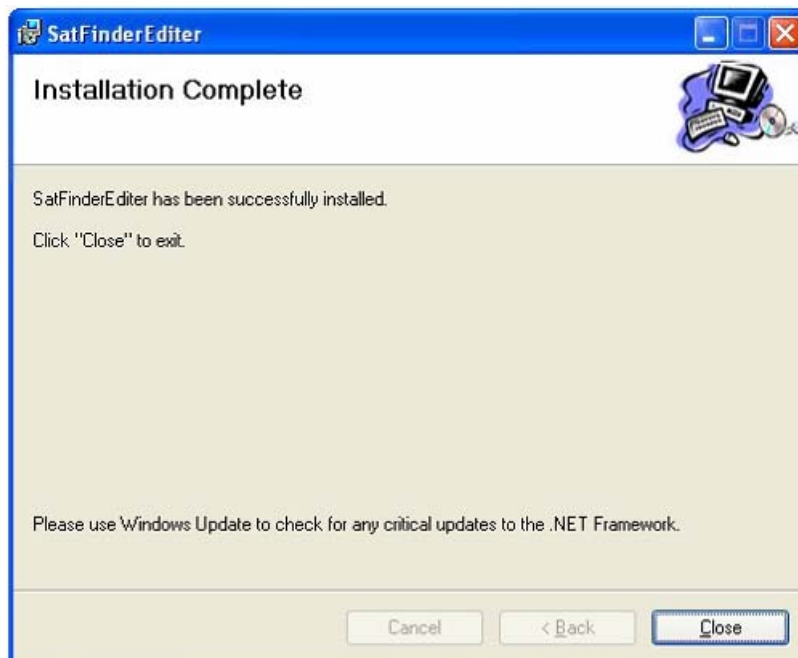 SatFinderEditer
Installation Complete
SatFinderEditer has been successfully installed.
Click "Close" to exit.
Please use Windows Update to check for any critical updates to the .NET Framework.
Cancel
< Back
Close